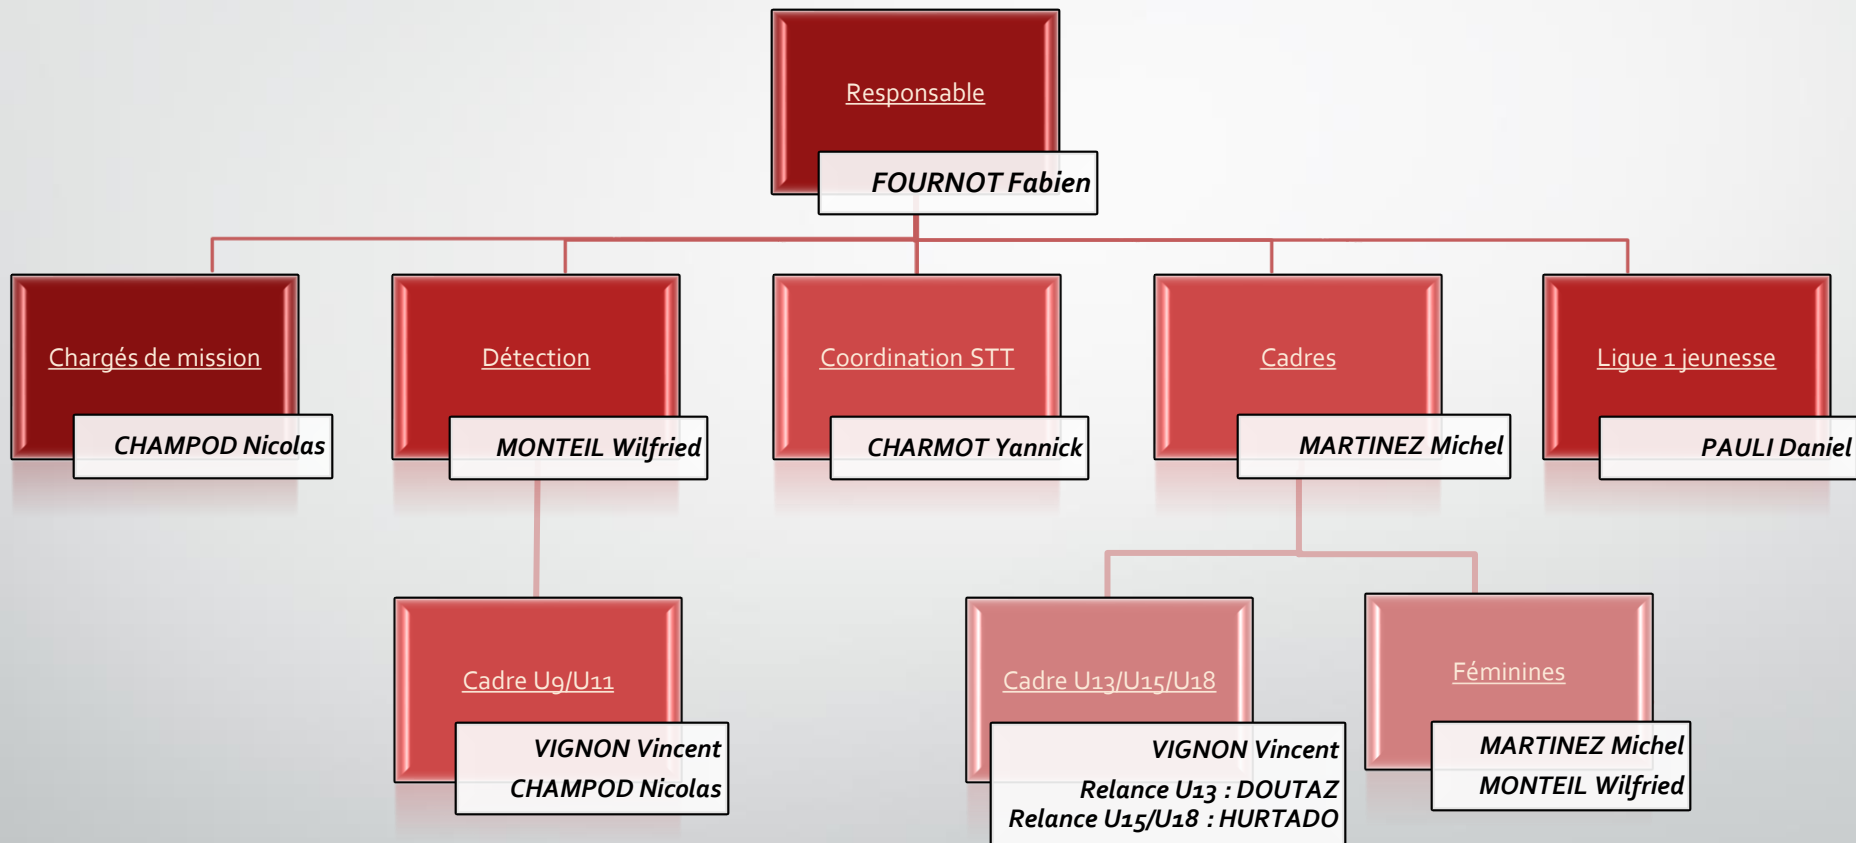 Responsable
FOURNOT Fabien
Chargés de mission
CHAMPOD Nicolas
Détection
MONTEIL Wilfried
Coordination STT
CHARMOT Yannick
Cadres
MARTINEZ Michel
Ligue 1 jeunesse
PAULI Daniel
Cadre U9/U11
VIGNON Vincent
CHAMPOD Nicolas
Cadre U13/U15/U18
VIGNON Vincent
Relance U13 : DOUTAZ
Relance U15/U18 : HURTADO
Féminines
MARTINEZ Michel
MONTEIL Wilfried